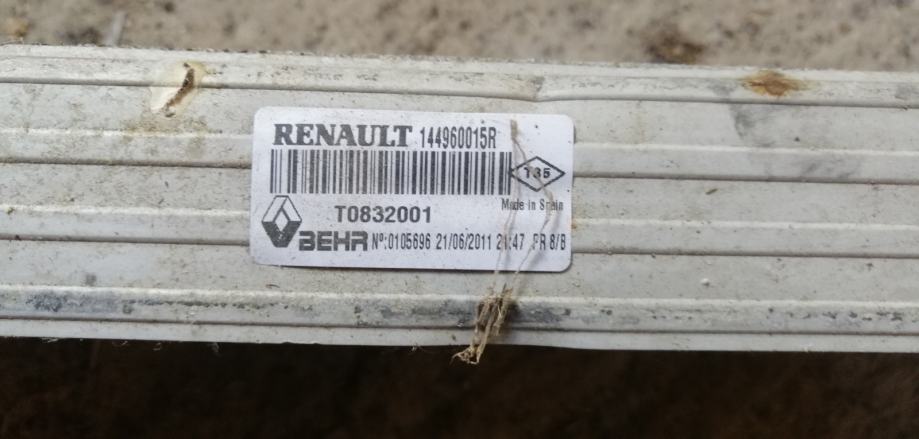 RENAULT 144960015R
135
Made in Spain
T0832001
BEHR Nº:0105696 21/06/2011 21:47 PR 8/B